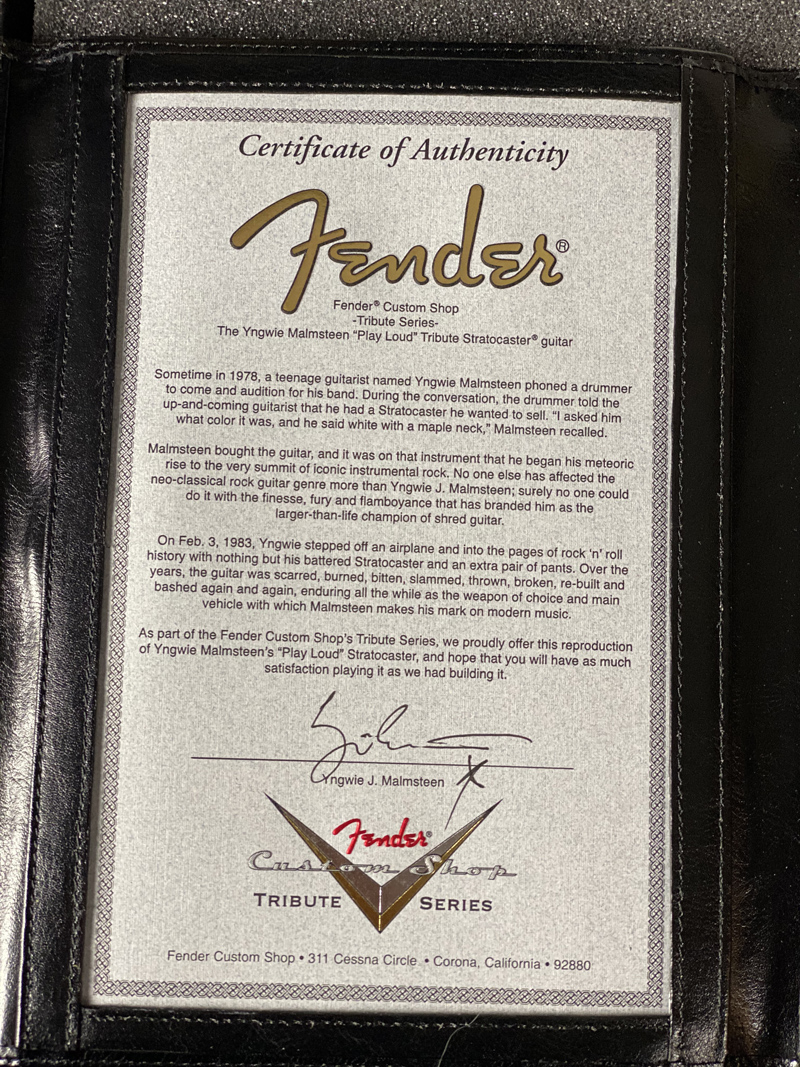 Certificate of Authenticity
Fender®
Fender® Custom Shop
-Tribute Series-
The Yngwie Malmsteen "Play Loud" Tribute Stratocaster® guitar
Sometime in 1978, a teenage guitarist named Yngwie Malmsteen phoned a drummer
to come and audition for his band. During the conversation, the drummer told the
up-and-coming guitarist that he had a Stratocaster he wanted to sell. "I asked him
what color it was, and he said white with a maple neck," Malmsteen recalled.
Malmsteen bought the guitar, and it was on that instrument that he began his meteoric
rise to the very summit of iconic instrumental rock. No one else has affected the
neo-classical rock guitar genre more than Yngwie J. Malmsteen; surely no one could
do it with the finesse, fury and flamboyance that has branded him as the
larger-than-life champion of shred guitar.
On Feb. 3, 1983, Yngwie stepped off an airplane and into the pages of rock 'n' roll
history with nothing but his battered Stratocaster and an extra pair of pants. Over the
years, the guitar was scarred, burned, bitten, slammed, thrown, broken, re-built and
bashed again and again, enduring all the while as the weapon of choice and main
vehicle with which Malmsteen makes his mark on modern music.
As part of the Fender Custom Shop's Tribute Series, we proudly offer this reproduction
of Yngwie Malmsteen's "Play Loud" Stratocaster, and hope that you will have as much
satisfaction playing it as we had building it.
Yngwie J. Malmsteen
Fender®
Custom Shop
TRIBUTE SERIES
Fender Custom Shop • 311 Cessna Circle • Corona, California • 92880